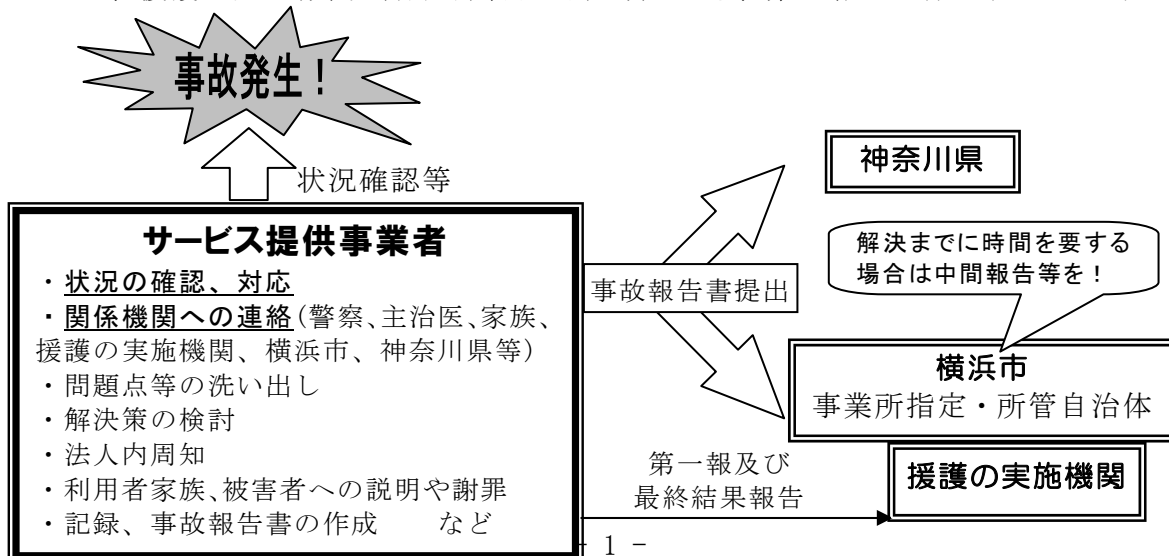 事故発生！
状況確認等
サービス提供事業者
・状況の確認、対応
・関係機関への連絡(警察、主治医、家族、
援護の実施機関、横浜市、神奈川県等)
・問題点等の洗い出し
・解決策の検討
・法人内周知
・利用者家族、被害者への説明や謝罪
・記録、事故報告書の作成　　など
事故報告書提出
神奈川県
解決までに時間を要する
場合は中間報告等を！
横浜市
事業所指定・所管自治体
第一報及び
最終結果報告
援護の実施機関
- 1 -